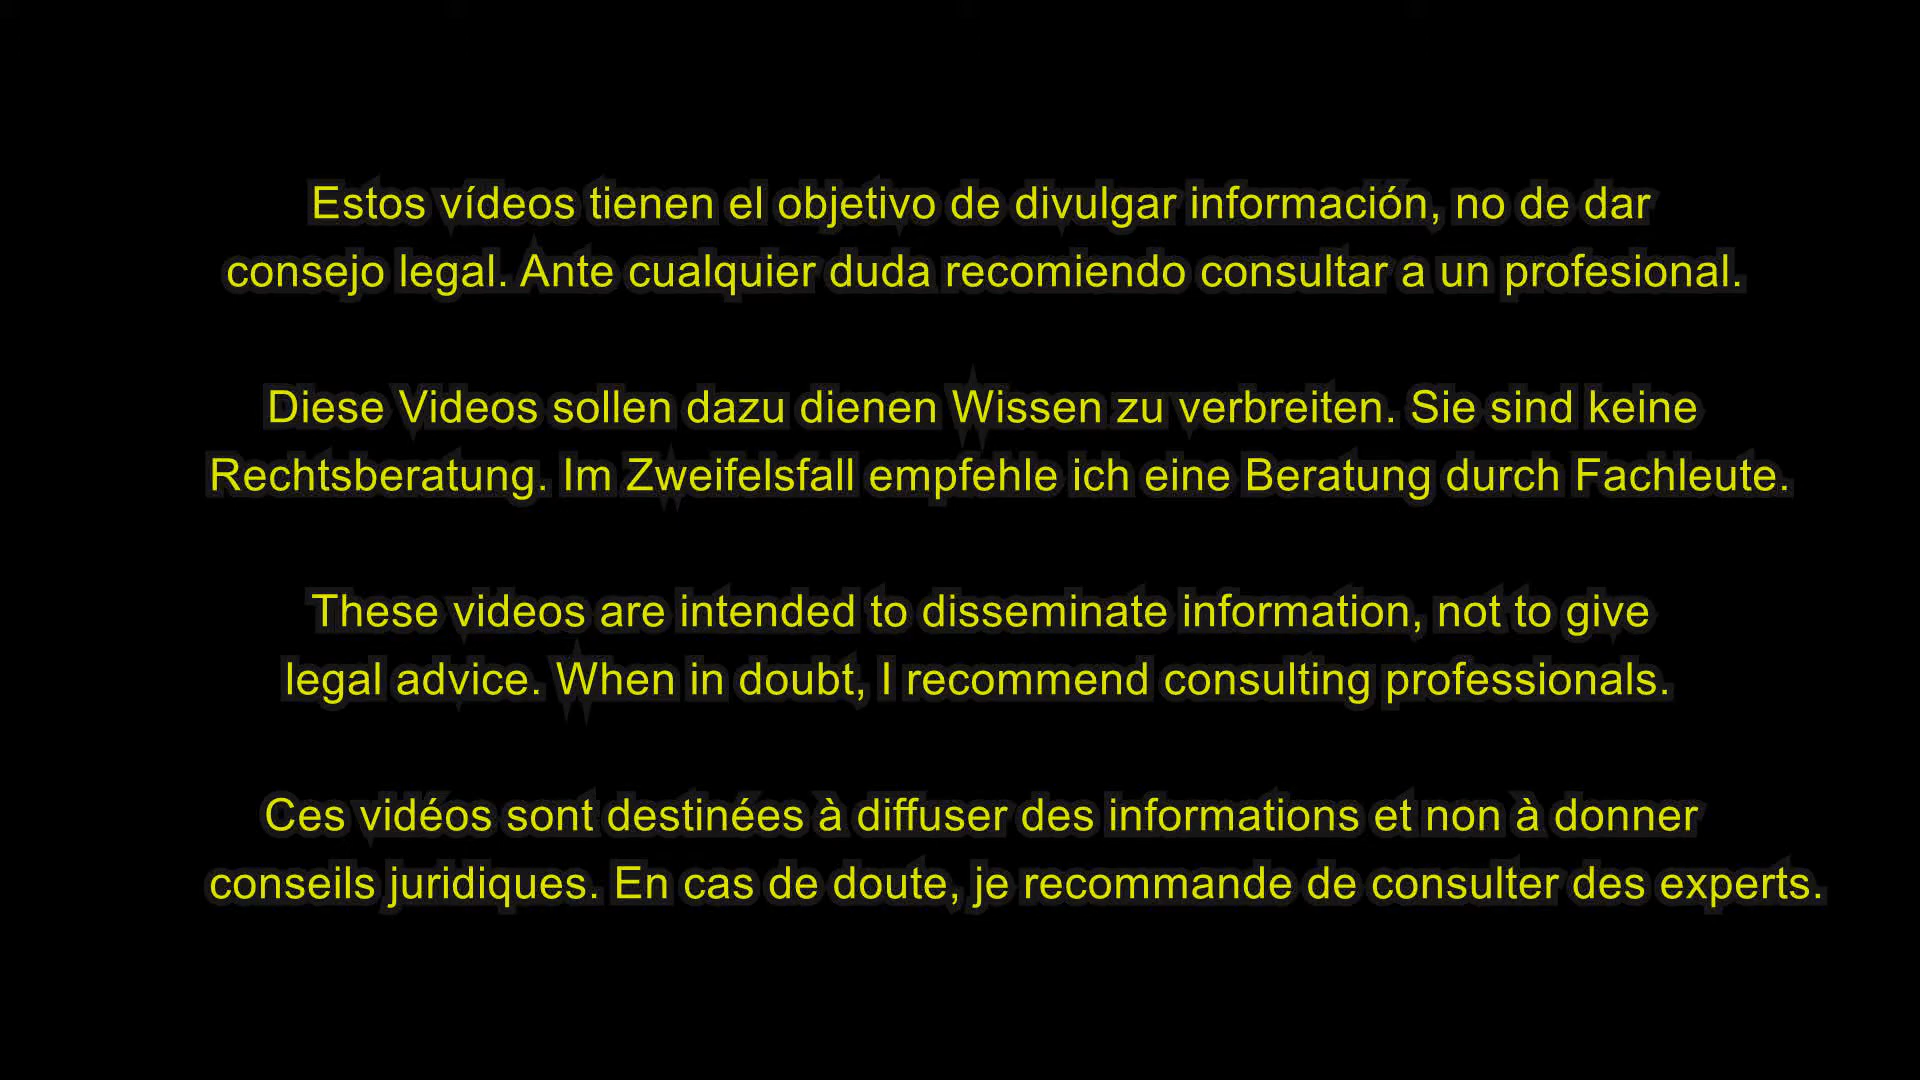 Estos vídeos tienen el objetivo de divulgar información, no de dar
consejo legal. Ante cualquier duda recomiendo consultar a un profesional.
Diese Videos sollen dazu dienen Wissen zu verbreiten. Sie sind keine
Rechtsberatung. Im Zweifelsfall empfehle ich eine Beratung durch Fachleute.
These videos are intended to disseminate information, not to give
legal advice. When in doubt, I recommend consulting professionals.
Ces vidéos sont destinées à diffuser des informations et non à donner
conseils juridiques. En cas de doute, je recommande de consulter des experts.